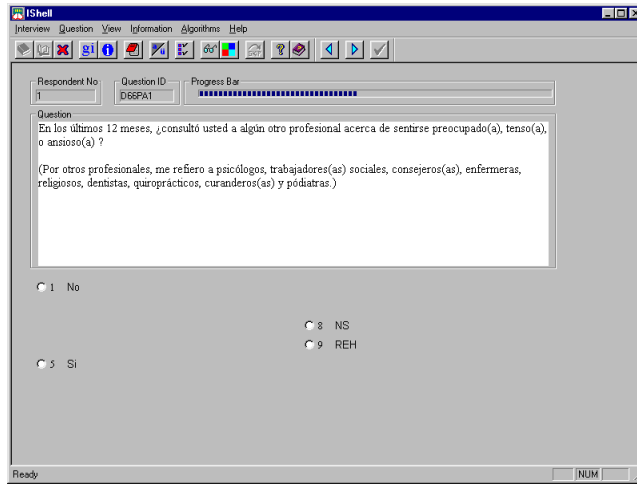 IShell
Interview Question View Information Algorithms Help
gi
Respondent No Question ID Progress Bar
1 D66PA1
Question
En los últimos 12 meses, ¿consultó usted a algún otro profesional acerca de sentirse preocupado(a), tenso(a),
o ansioso(a) ?
(Por otros profesionales, me refiero a psicólogos, trabajadores(as) sociales, consejeros(as), enfermeras,
religiosos, dentistas, quiroprácticos, curanderos(as) y pódiatras.)
1 No
8 NS
9 REH
5 Si
Ready NUM